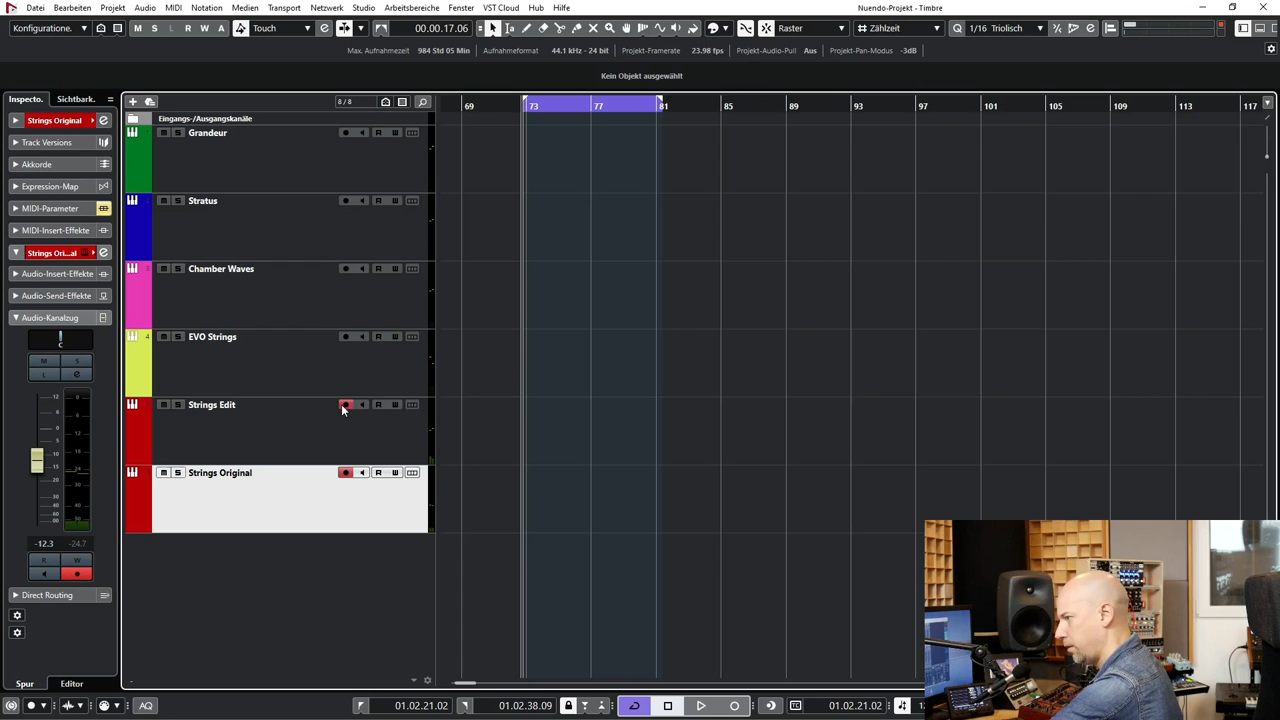 Datei Bearbeiten Projekt Audio MIDI Notation Medien Transport Netzwerk Studio Arbeitsbereiche Fenster VST Cloud Hub Hilfe Nuendo-Projekt - Timbre
Konfiguratione. M S L R W A Touch 00.00.17.06 Raster Zählzeit 1/16 Triolisch
Max. Aufnahmezeit 984 Std 05 Min Aufnahmeformat 44.1 kHz - 24 bit Projekt-Framerate 23.98 fps Projekt-Audio-Pull Aus Projekt-Pan-Modus -3dB
Kein Objekt ausgewählt
Inspecto. Sichtbark. 8 / 8 69 73 77 81 85 89 93 97 101 105 109 113 117
Strings Original
Track Versions
Akkorde
Expression-Map
MIDI-Parameter
MIDI-Insert-Effekte
Strings Ori...al
Audio-Insert-Effekte
Audio-Send-Effekte
Audio-Kanalzug
C
M S
L
-12.3 -24.7
R W
Direct Routing
Spur Editor
Eingangs-/Ausgangskanäle
Grandeur
M S R W
Stratus
M S R W
Chamber Waves
M S R W
4 EVO Strings
M S R W
Strings Edit
M S R W
Strings Original
M S R W
AQ 01.02.21.02 01.02.38.09 01.02.21.02